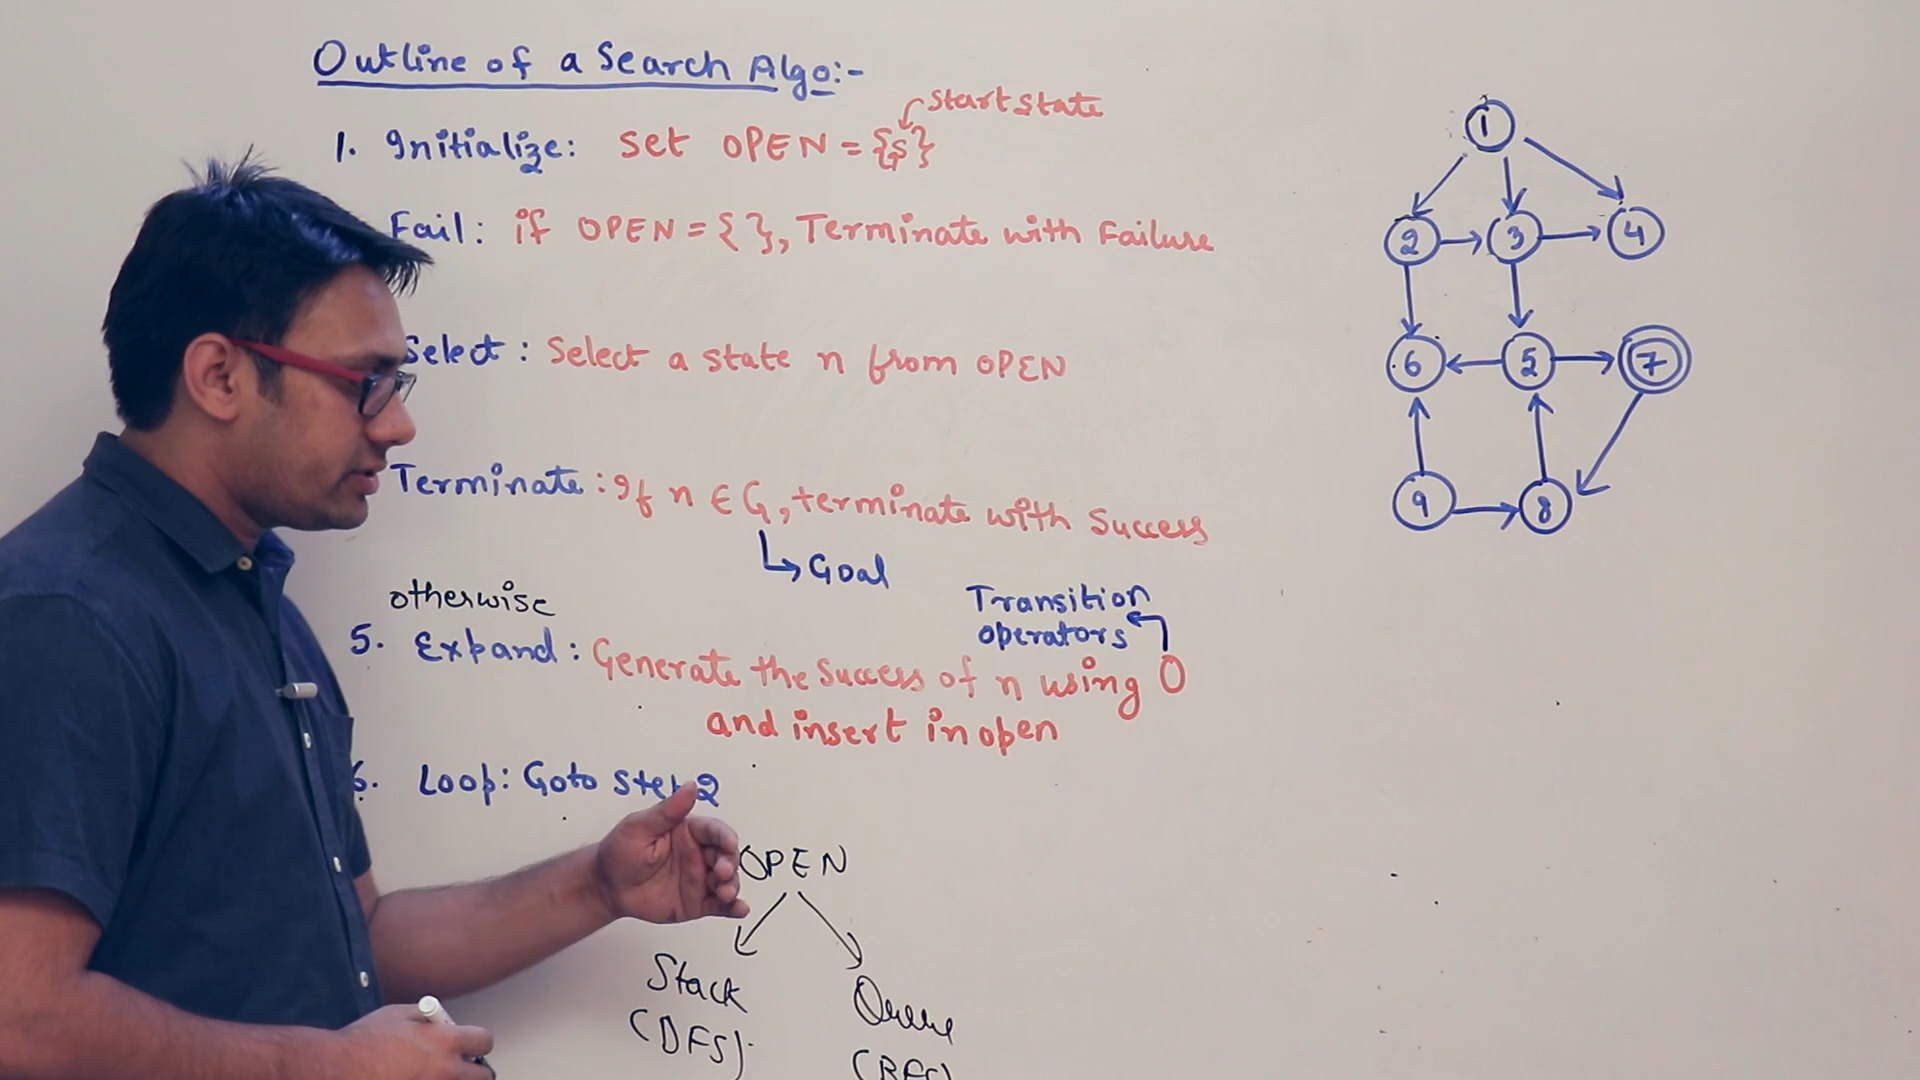 Outline of a Search Algo:-
start state
1. Initialize: set OPEN = {s}
Fail: if OPEN = { }, Terminate with Failure
Select: Select a state n from OPEN
Terminate: If n ∈ G, terminate with Success
↳ Goal
otherwise
Transition
operators
5. Expand: Generate the Success of n using O
and insert in open
6. Loop: Goto Step 2
OPEN
Stack
Queue
(DFS)
(BFS)
1
2 3 4
6 5 7
9 8